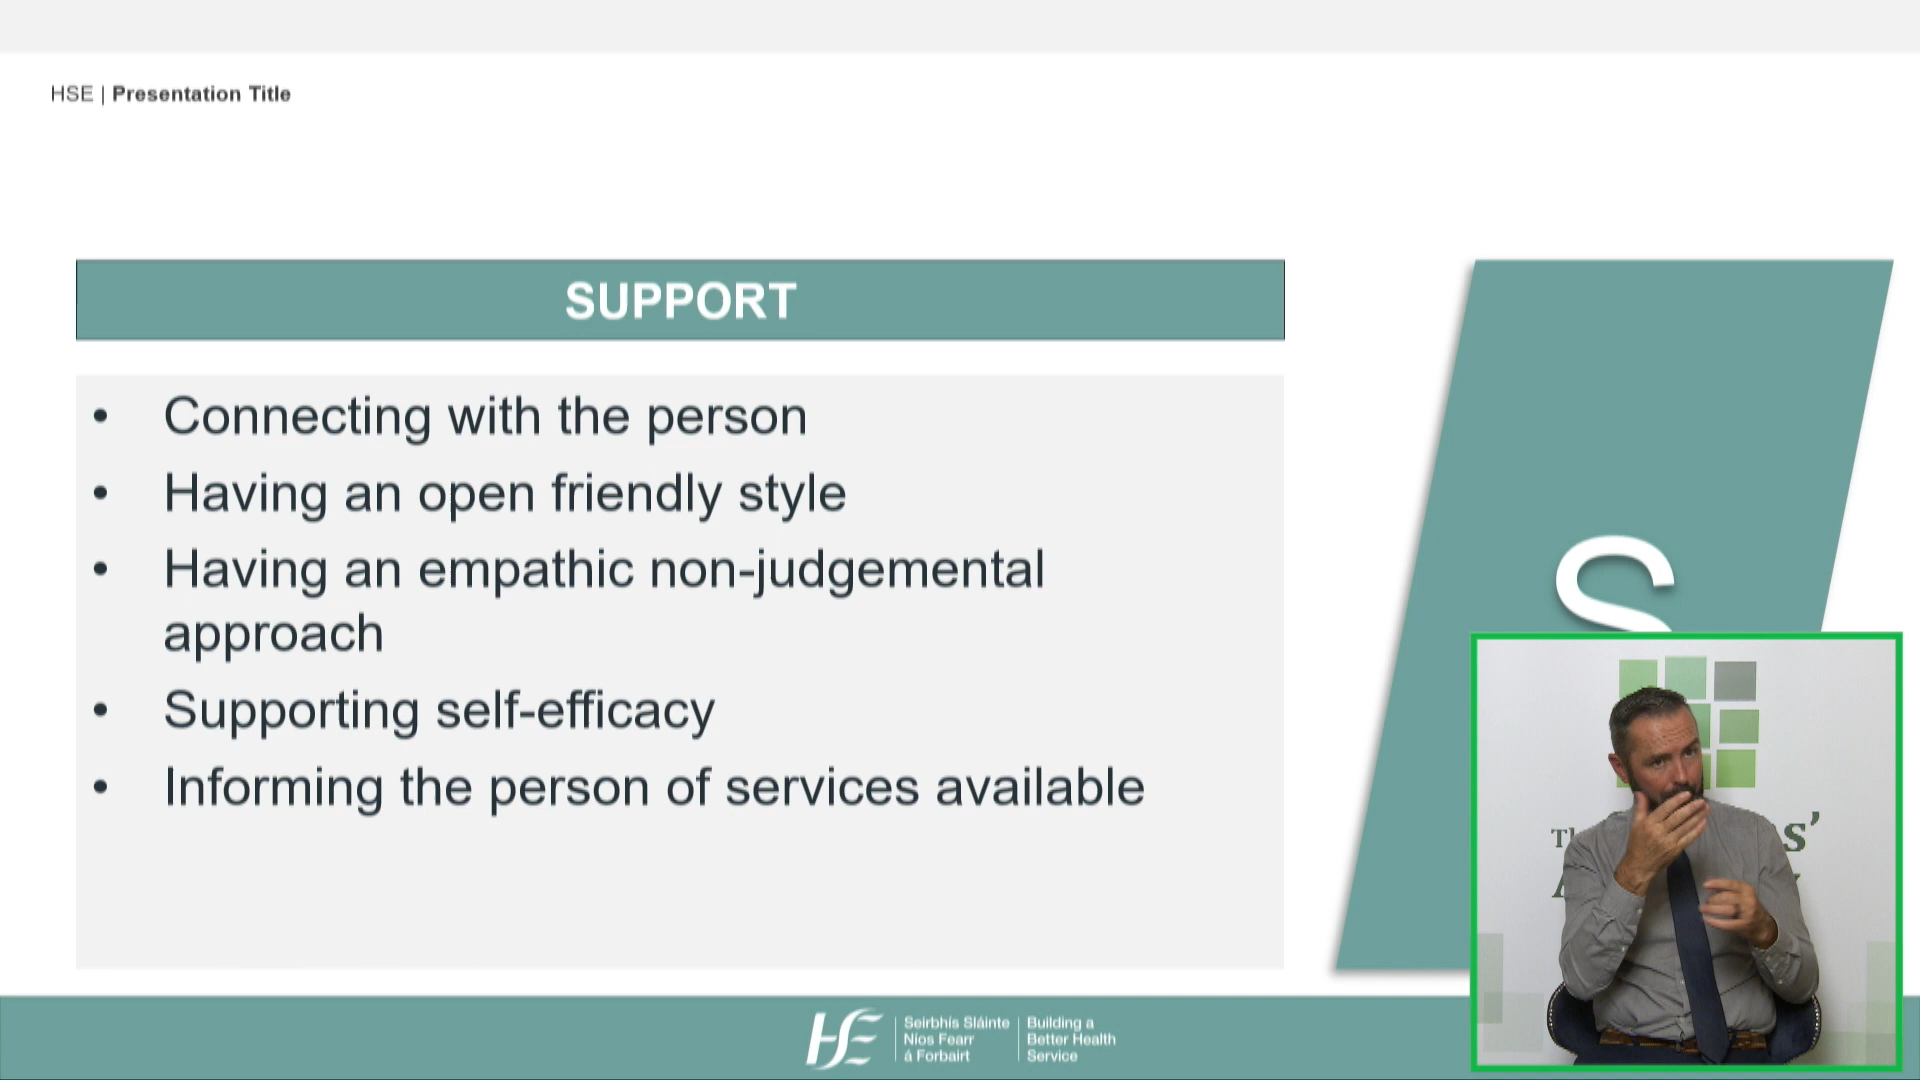 HSE | Presentation Title
SUPPORT
• Connecting with the person
• Having an open friendly style
• Having an empathic non-judgemental
approach
• Supporting self-efficacy
• Informing the person of services available
S
HSE
Seirbhís Sláinte
Níos Fearr
á Forbairt
Building a
Better Health
Service